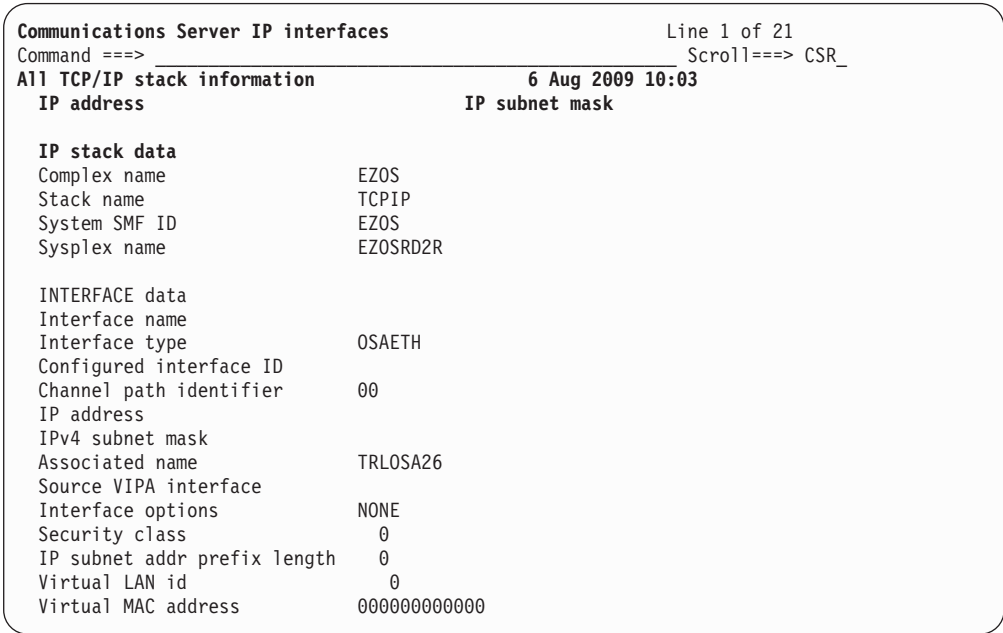 Communications Server IP interfaces Line 1 of 21
Command ===> _________________________________________________ Scroll===> CSR_
All TCP/IP stack information 6 Aug 2009 10:03
IP address IP subnet mask
IP stack data
Complex name EZOS
Stack name TCPIP
System SMF ID EZOS
Sysplex name EZOSRD2R
INTERFACE data
Interface name
Interface type OSAETH
Configured interface ID
Channel path identifier 00
IP address
IPv4 subnet mask
Associated name TRLOSA26
Source VIPA interface
Interface options NONE
Security class 0
IP subnet addr prefix length 0
Virtual LAN id 0
Virtual MAC address 000000000000